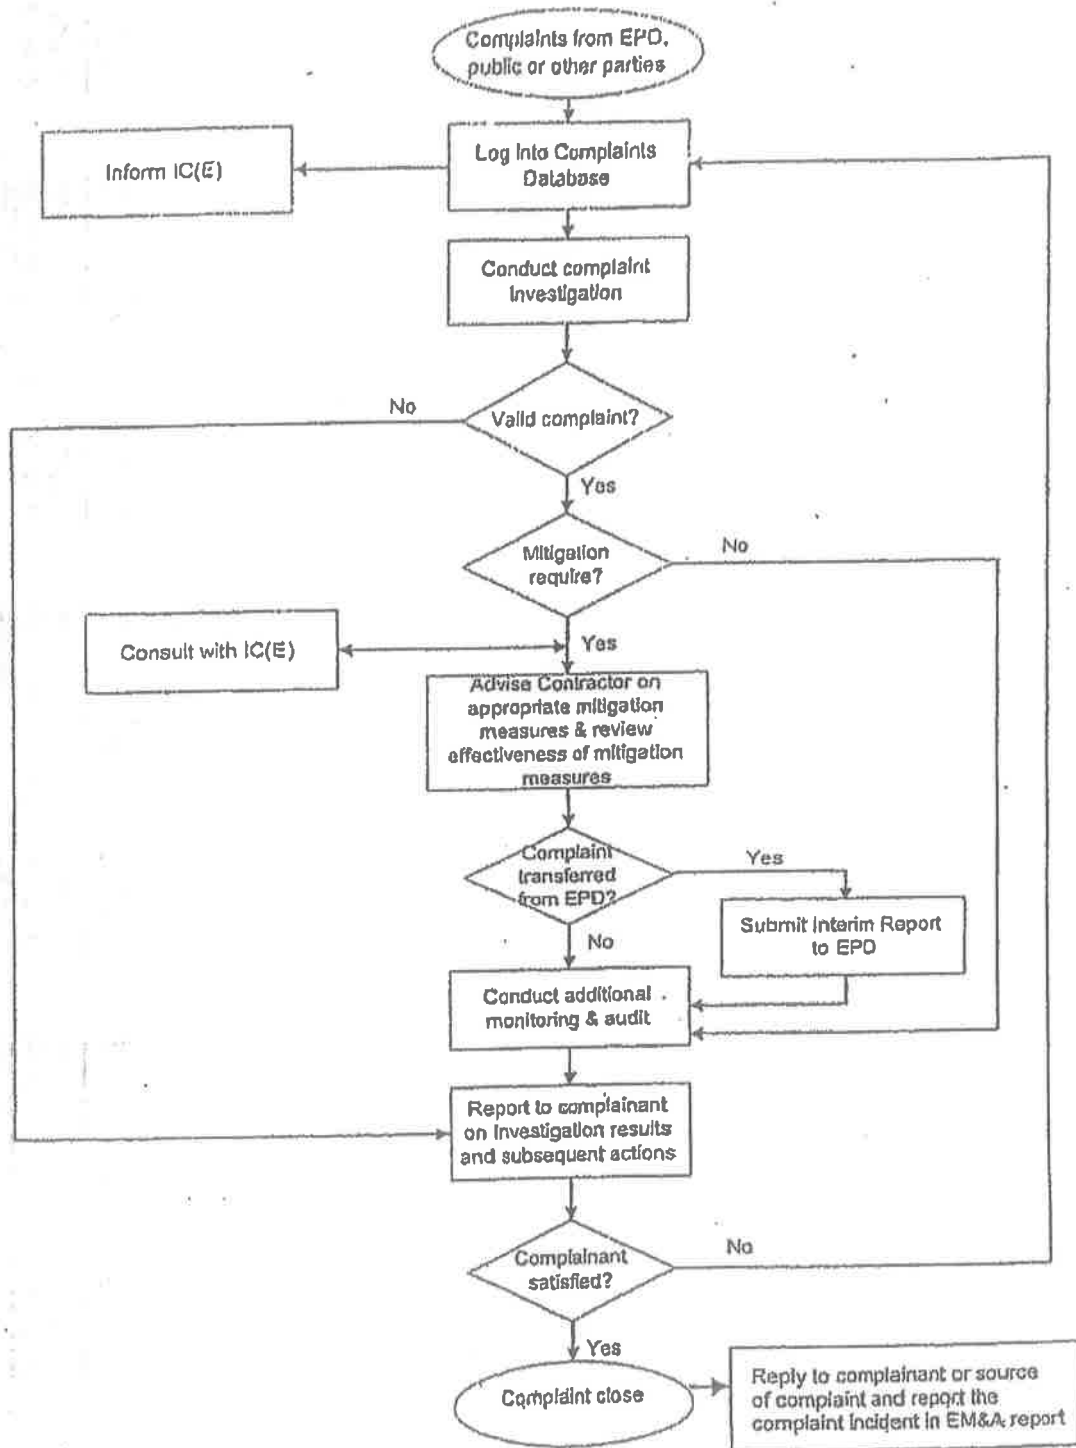 Complaints from EPD,
public or other parties
Inform IC(E)
Log Into Complaints
Database
Conduct complaint
Investigation
No
Valid complaint?
Yes
Mitigation
require?
No
Consult with IC(E)
Yes
Advise Contractor on
appropriate mitigation
measures & review
effectiveness of mitigation
measures
Complaint
transferred
from EPD?
Yes
Submit Interim Report
to EPD
No
Conduct additional
monitoring & audit
Report to complainant
on Investigation results
and subsequent actions
Complainant
satisfied?
No
Yes
Complaint close
Reply to complainant or source
of complaint and report the
complaint incident in EM&A report